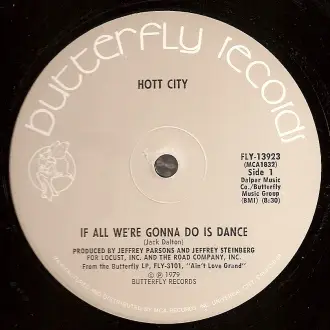 butterfly records
HOTT CITY
FLY-13923
(MCA1832)
Side 1
Dalper Music
Co./Butterfly
Music Group
(BMI) (8:30)
IF ALL WE'RE GONNA DO IS DANCE
(Jack Dalton)
PRODUCED BY JEFFREY PARSONS AND JEFFREY STEINBERG
FOR LOCUST, INC. AND THE ROAD COMPANY, INC.
From the Butterfly LP, FLY-3101, "Ain't Love Grand"
℗ 1979
BUTTERFLY RECORDS